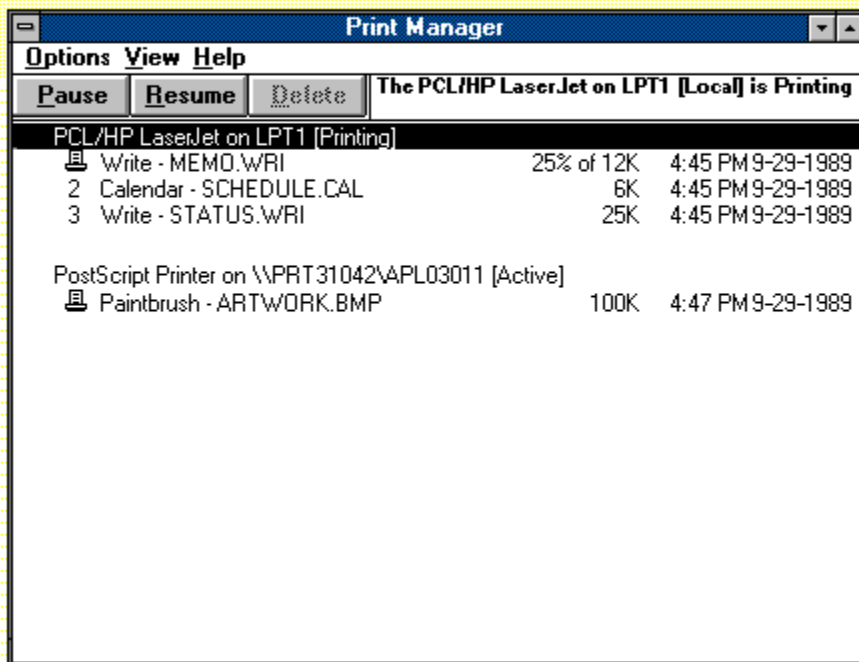 Print Manager
Options View Help
Pause Resume Delete The PCL/HP LaserJet on LPT1 [Local] is Printing
PCL/HP LaserJet on LPT1 [Printing]
Write - MEMO.WRI 25% of 12K 4:45 PM 9-29-1989
2 Calendar - SCHEDULE.CAL 6K 4:45 PM 9-29-1989
3 Write - STATUS.WRI 25K 4:45 PM 9-29-1989
PostScript Printer on \\PRT31042\APL03011 [Active]
Paintbrush - ARTWORK.BMP 100K 4:47 PM 9-29-1989